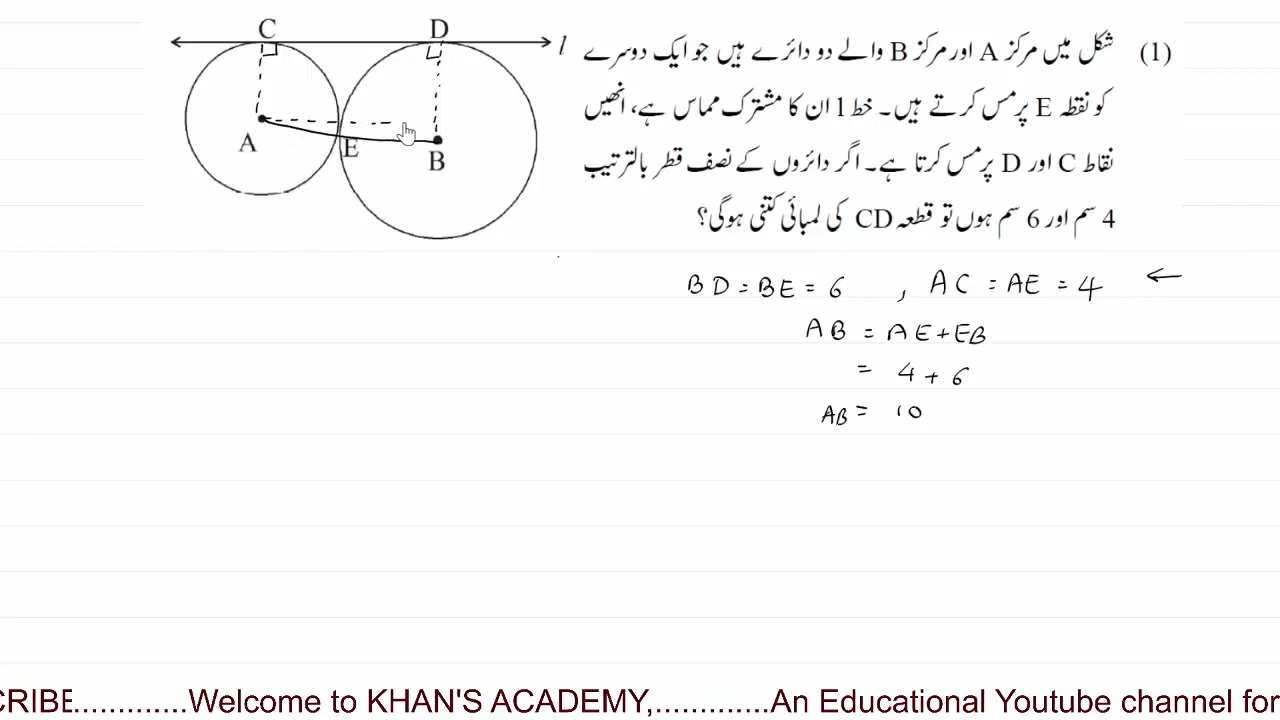 C D l
A E B
(1) شکل میں مرکز A اور مرکز B والے دو دائرے ہیں جو ایک دوسرے
کو نقطہ E پر مس کرتے ہیں۔ خط l ان کا مشترک مماس ہے، انھیں
نقاط C اور D پر مس کرتا ہے۔ اگر دائروں کے نصف قطر بالترتیب
4 سم اور 6 سم ہوں تو قطعہ CD کی لمبائی کتنی ہوگی؟
BD = BE = 6 , AC = AE = 4 ←
AB = AE + EB
= 4 + 6
AB = 10
CRIBE.............Welcome to KHAN'S ACADEMY,.............An Educational Youtube channel for